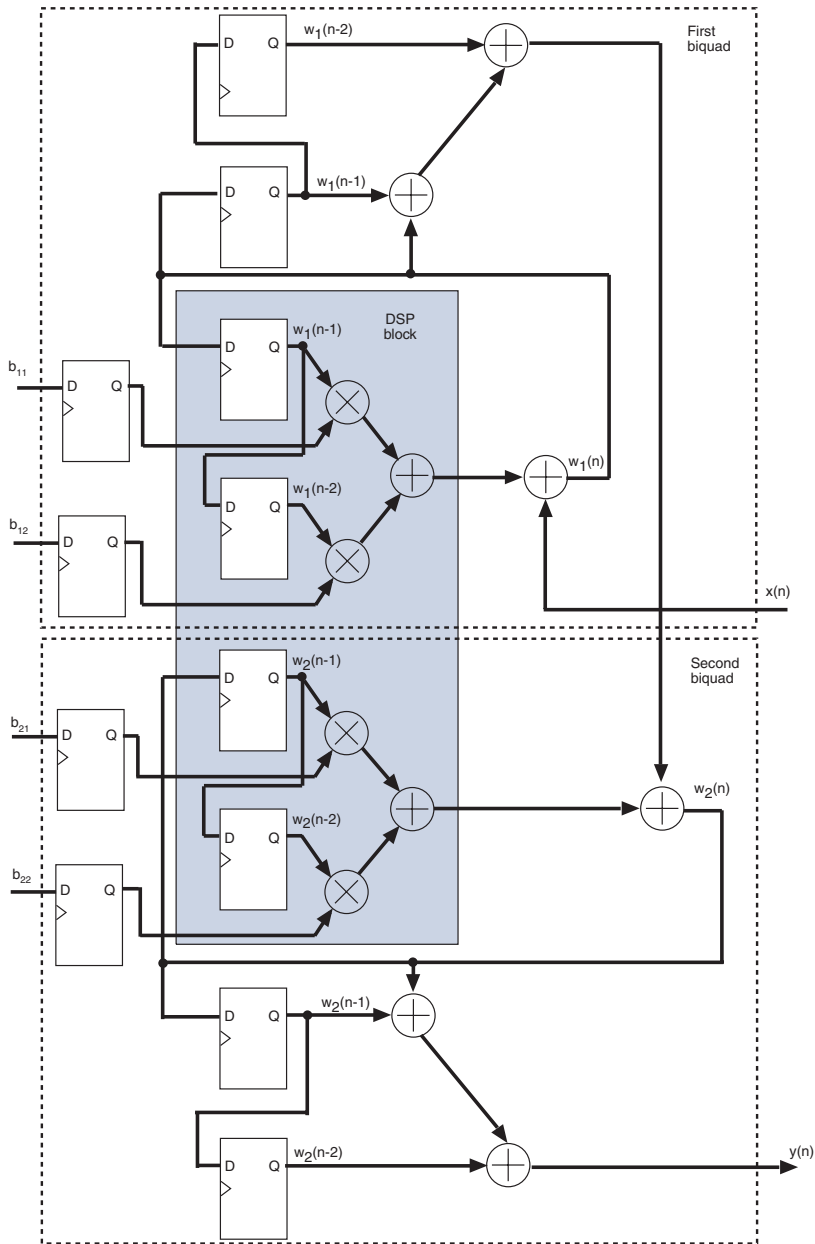 First
biquad
D Q
w₁(n-2)
D Q
w₁(n-1)
DSP
block
D Q
w₁(n-1)
b₁₁
D Q
w₁(n)
D Q
w₁(n-2)
b₁₂
D Q
x(n)
Second
biquad
D Q
w₂(n-1)
b₂₁
D Q
w₂(n)
D Q
w₂(n-2)
b₂₂
D Q
D Q
w₂(n-1)
D Q
w₂(n-2)
y(n)